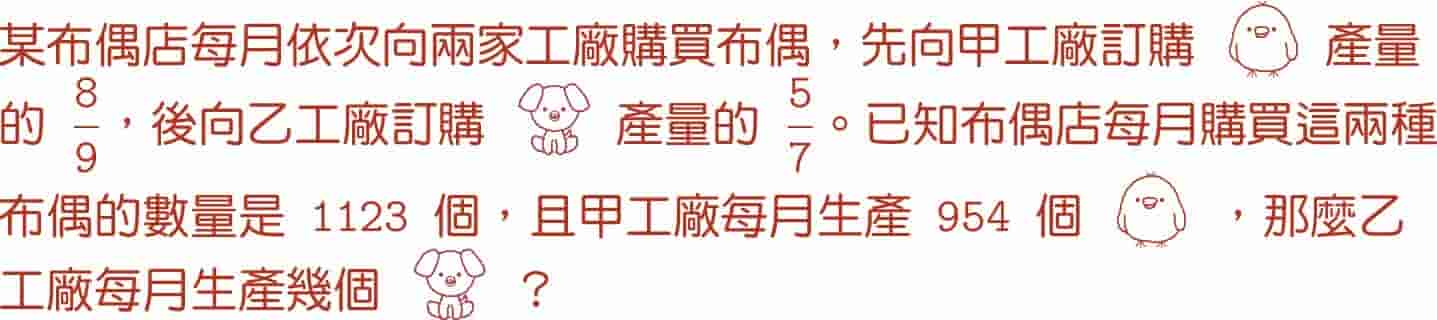 某布偶店每月依次向兩家工廠購買布偶，先向甲工廠訂購 產量
的 8/9，後向乙工廠訂購 產量的 5/7。已知布偶店每月購買這兩種
布偶的數量是 1123 個，且甲工廠每月生產 954 個 ，那麼乙
工廠每月生產幾個 ？